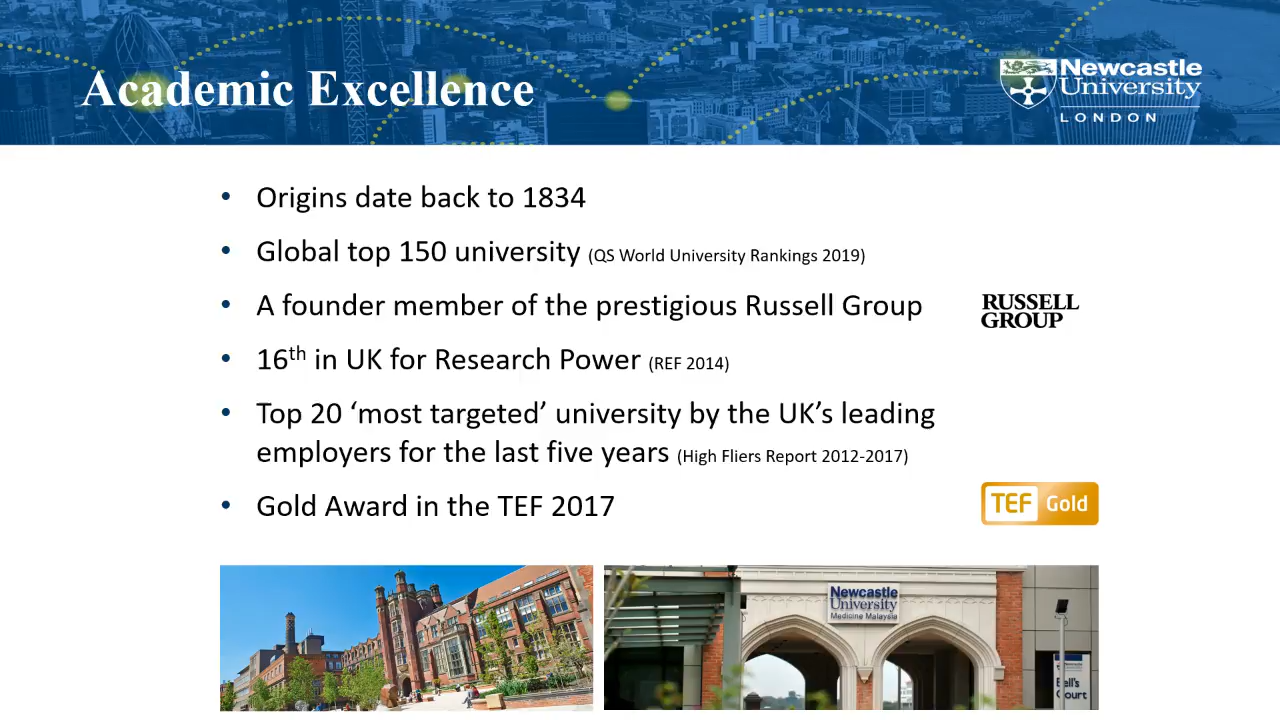 Academic Excellence
Newcastle
University
LONDON
• Origins date back to 1834
• Global top 150 university (QS World University Rankings 2019)
• A founder member of the prestigious Russell Group
RUSSELL
GROUP
• 16th in UK for Research Power (REF 2014)
• Top 20 ‘most targeted’ university by the UK’s leading
employers for the last five years (High Fliers Report 2012-2017)
• Gold Award in the TEF 2017
TEF Gold
Newcastle
University
Medicine Malaysia
Bell's
Court